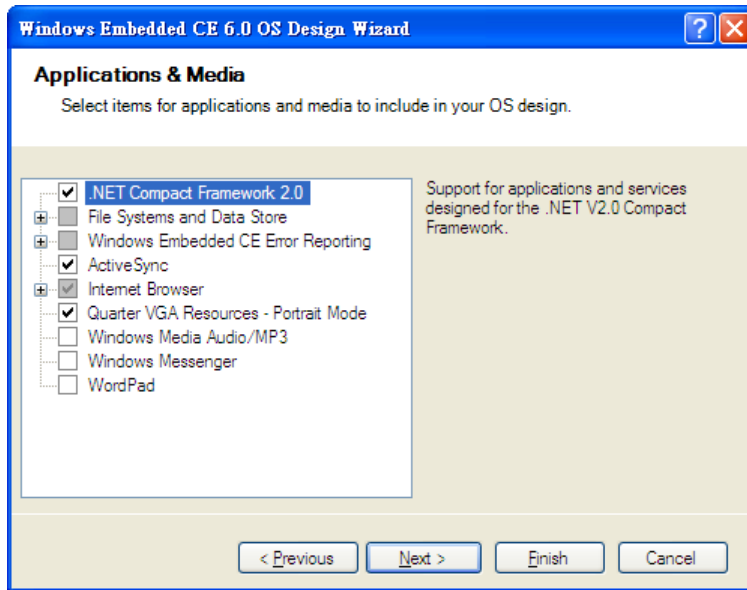 Windows Embedded CE 6.0 OS Design Wizard
Applications & Media
Select items for applications and media to include in your OS design.
.NET Compact Framework 2.0
File Systems and Data Store
Windows Embedded CE Error Reporting
ActiveSync
Internet Browser
Quarter VGA Resources - Portrait Mode
Windows Media Audio/MP3
Windows Messenger
WordPad
Support for applications and services
designed for the .NET V2.0 Compact
Framework.
< Previous
Next >
Finish
Cancel